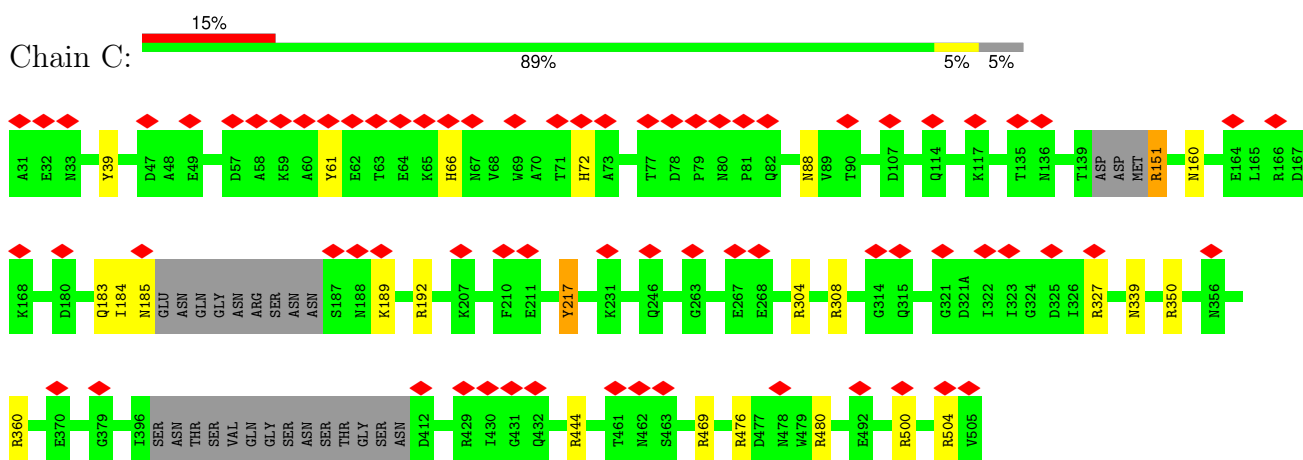 15%
Chain C:
89% 5% 5%
A31 E32 N33 Y39 D47 A48 E49 D57 A58 K59 A60 Y61 E62 T63 E64 K65 H66 N67 V68 W69 A70 T71 H72 A73 T77 D78 P79 N80 P81 Q82 N88 V89 T90 D107 Q114 K117 T135 N136 T139 ASP ASP MET R151 N160 E164 L165 R166 D167
K168 D180 Q183 I184 N185 GLU ASN GLN GLY ASN ARG SER ASN ASN S187 N188 K189 R192 K207 F210 E211 Y217 K231 Q246 G263 E267 E268 R304 R308 G314 Q315 G321 D321A I322 I323 G324 D325 I326 R327 N339 R350 N356
R360 E370 G379 I396 SER ASN THR SER VAL GLN GLY SER ASN SER THR GLY SER ASN D412 R429 I430 G431 Q432 R444 T461 N462 S463 R469 R476 D477 N478 W479 R480 E492 R500 R504 V505